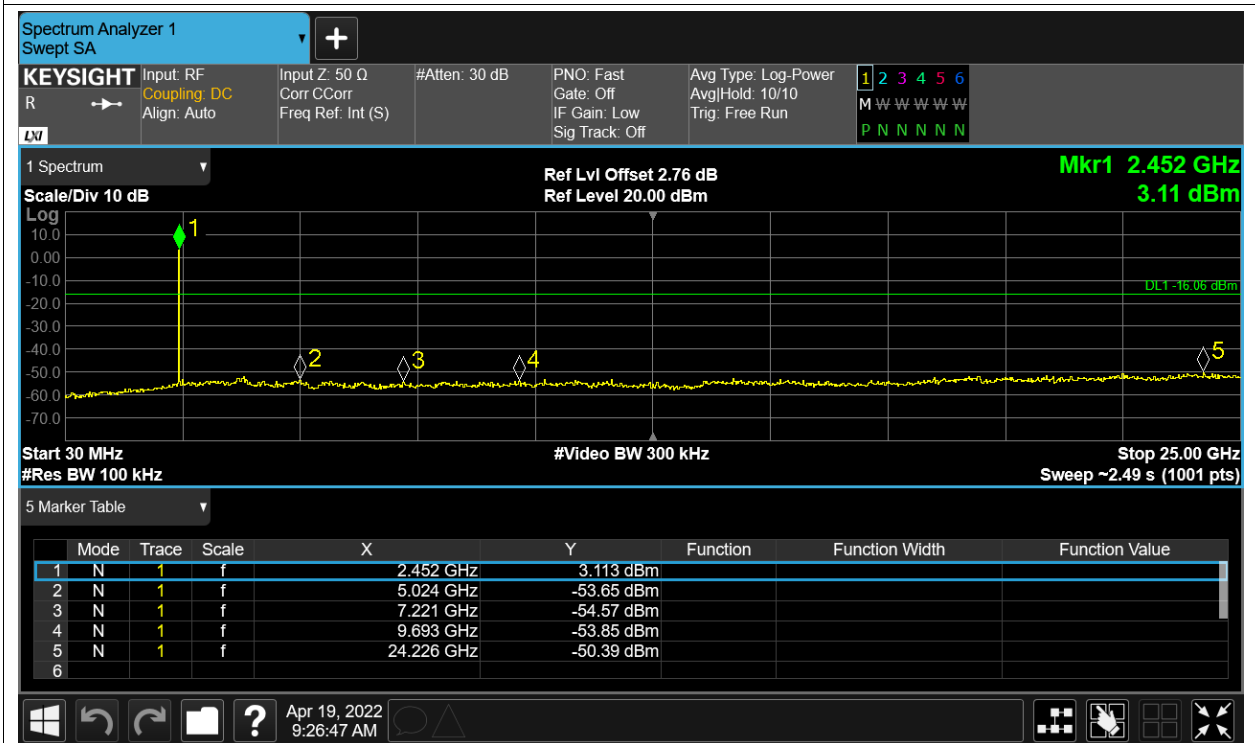 Spectrum Analyzer 1
Swept SA
KEYSIGHT
R
LXI
Input: RF
Coupling: DC
Align: Auto
Input Z: 50 Ω
Corr CCorr
Freq Ref: Int (S)
#Atten: 30 dB
PNO: Fast
Gate: Off
IF Gain: Low
Sig Track: Off
Avg Type: Log-Power
Avg|Hold: 10/10
Trig: Free Run
1 2 3 4 5 6
M W W W W W
P N N N N N
1 Spectrum
Scale/Div 10 dB
Ref Lvl Offset 2.76 dB
Ref Level 20.00 dBm
Mkr1 2.452 GHz
3.11 dBm
Log
10.0
0.00
-10.0
-20.0
-30.0
-40.0
-50.0
-60.0
-70.0
1
DL1 -16.06 dBm
2
3
4
5
Start 30 MHz
#Res BW 100 kHz
#Video BW 300 kHz
Stop 25.00 GHz
Sweep ~2.49 s (1001 pts)
5 Marker Table
Mode Trace Scale X Y Function Function Width Function Value
1 N 1 f 2.452 GHz 3.113 dBm
2 N 1 f 5.024 GHz -53.65 dBm
3 N 1 f 7.221 GHz -54.57 dBm
4 N 1 f 9.693 GHz -53.85 dBm
5 N 1 f 24.226 GHz -50.39 dBm
6
?
Apr 19, 2022
9:26:47 AM